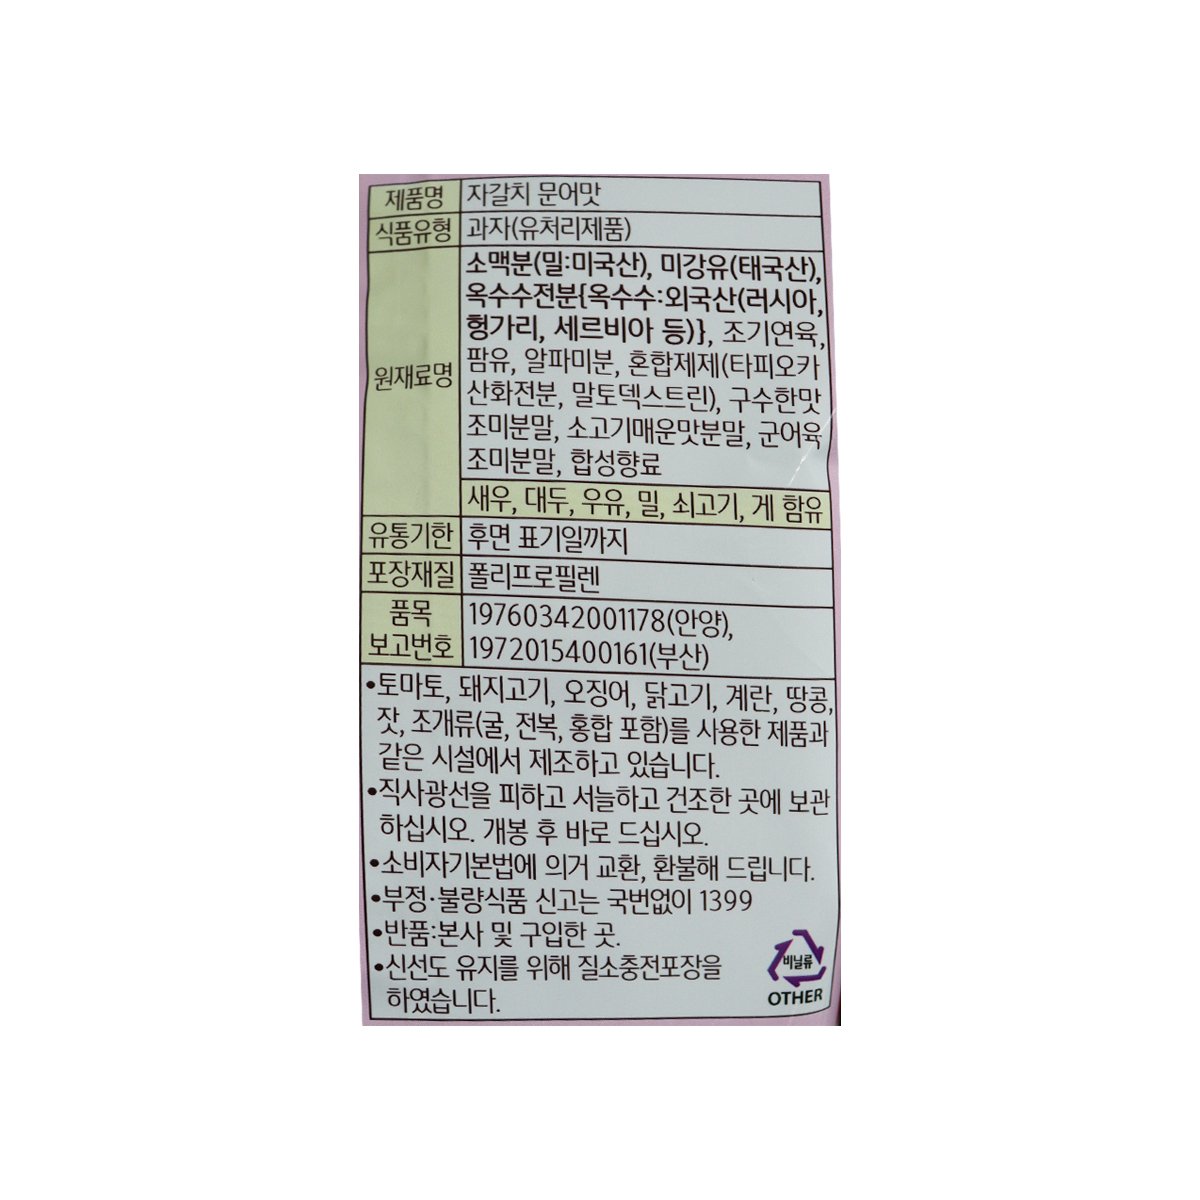 제품명 자갈치 문어맛
식품유형 과자(유처리제품)
원재료명
소맥분(밀:미국산), 미강유(태국산),
옥수수전분{옥수수:외국산(러시아,
헝가리, 세르비아 등)}, 조기연육,
팜유, 알파미분, 혼합제제(타피오카
산화전분, 말토덱스트린), 구수한맛
조미분말, 소고기매운맛분말, 군어육
조미분말, 합성향료
새우, 대두, 우유, 밀, 쇠고기, 게 함유
유통기한 후면 표기일까지
포장재질 폴리프로필렌
품목
보고번호
19760342001178(안양),
1972015400161(부산)
•토마토, 돼지고기, 오징어, 닭고기, 계란, 땅콩,
잣, 조개류(굴, 전복, 홍합 포함)를 사용한 제품과
같은 시설에서 제조하고 있습니다.
•직사광선을 피하고 서늘하고 건조한 곳에 보관
하십시오. 개봉 후 바로 드십시오.
•소비자기본법에 의거 교환, 환불해 드립니다.
•부정·불량식품 신고는 국번없이 1399
•반품:본사 및 구입한 곳.
•신선도 유지를 위해 질소충전포장을
하였습니다.
비닐류
OTHER